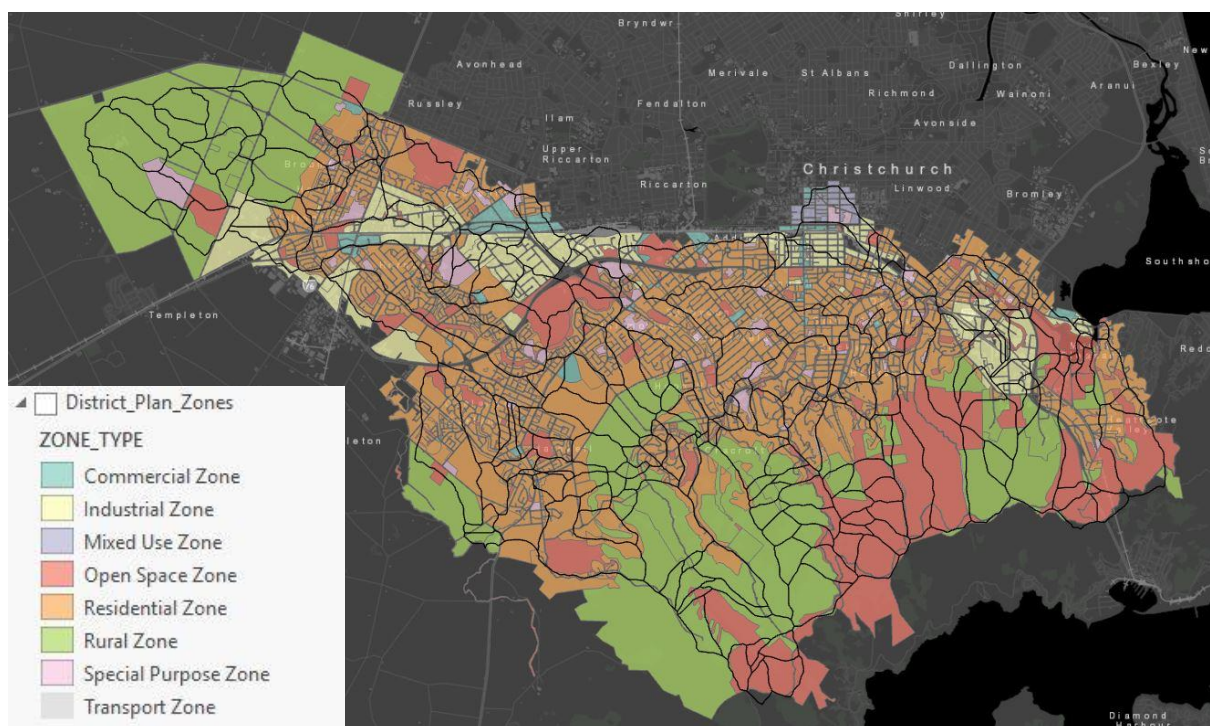 Shirley
Bryndwr
New
Avonhead
Dallington
Bexley
Merivale
St Albans
Aranui
Russley
Fendalton
Richmond
Wainoni
Ilam
Avonside
Upper
Riccarton
Christchurch
Riccarton
Linwood
Bromley
Southsho
Templeton
Redc
District_Plan_Zones
ZONE_TYPE
Commercial Zone
Industrial Zone
Mixed Use Zone
Open Space Zone
Residential Zone
Rural Zone
Special Purpose Zone
Transport Zone
Diamond
Harbour